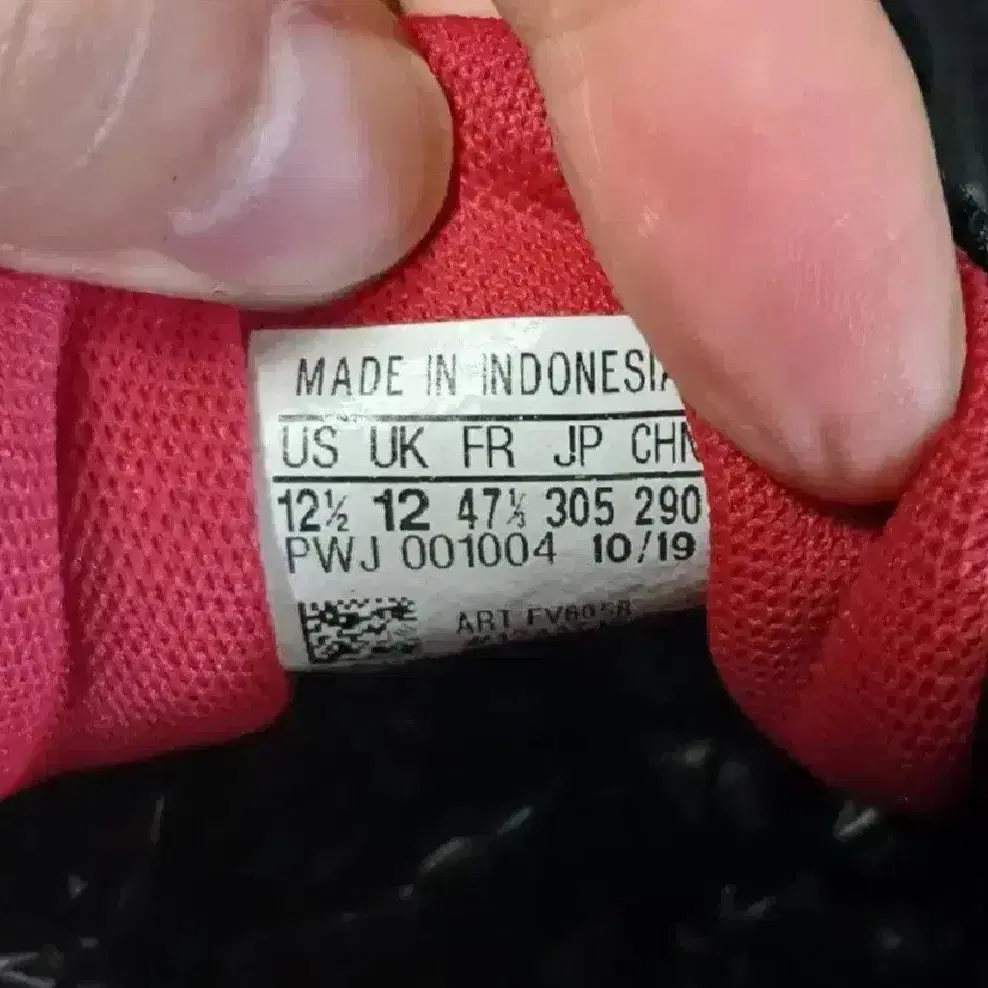 MADE IN INDONESIA
US UK FR JP CHN
12½ 12 47⅓ 305 290
PWJ 001004 10/19
ART FV6058